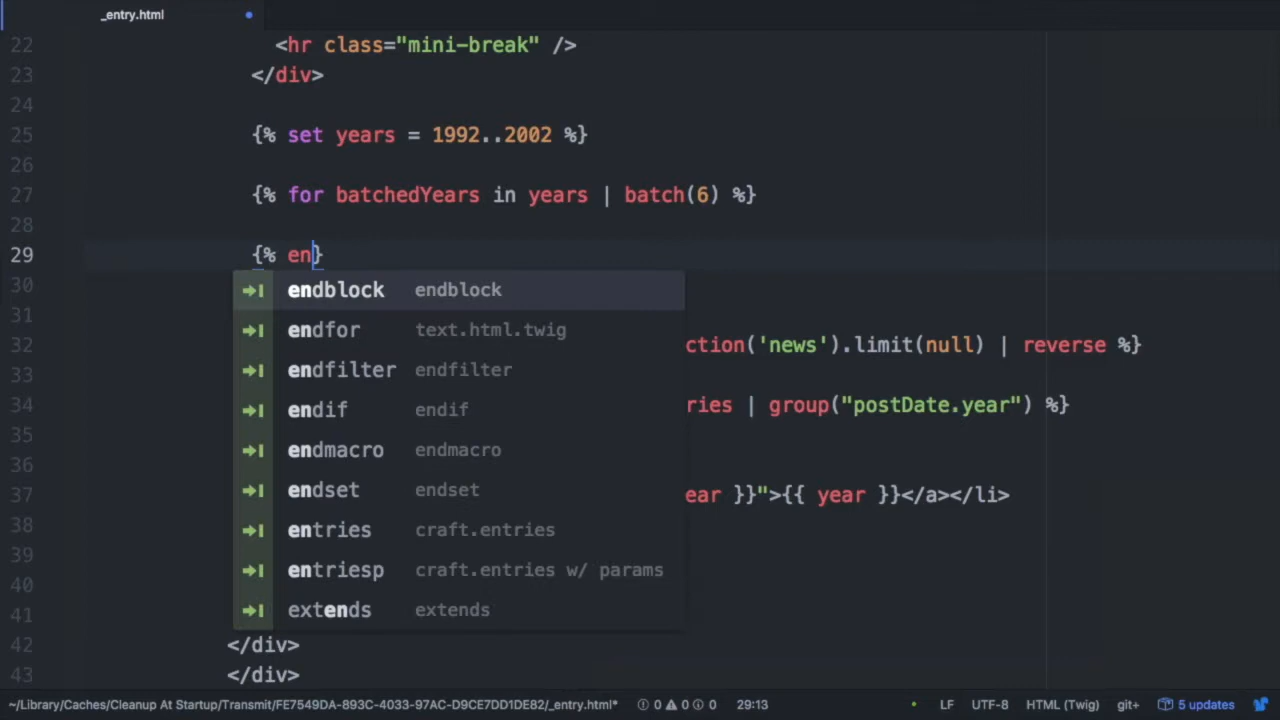 _entry.html
22 <hr class="mini-break" />
23 </div>
24
25 {% set years = 1992..2002 %}
26
27 {% for batchedYears in years | batch(6) %}
28
29 {% en}
30 endblock endblock
31 endfor text.html.twig
32 ction('news').limit(null) | reverse %}
33 endfilter endfilter
34 ries | group("postDate.year") %}
endif endif
35
36 endmacro endmacro
37 ear }}">{{ year }}</a></li>
endset endset
38
39 entries craft.entries
40 entriesp craft.entries w/ params
41 extends extends
42 </div>
43 </div>
~/Library/Caches/Cleanup At Startup/Transmit/FE7549DA-893C-4033-97AC-D9CE7DD1DE82/_entry.html* 0 0 0 29:13 LF UTF-8 HTML (Twig) git+ 5 updates